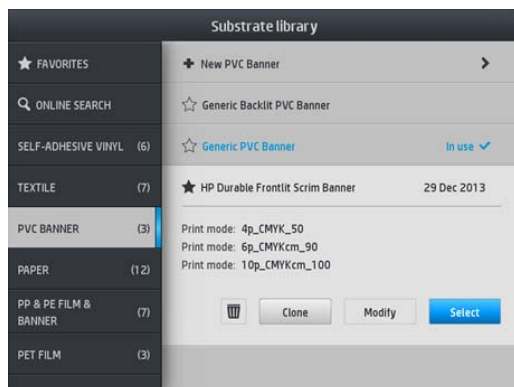 Substrate library
FAVORITES
ONLINE SEARCH
SELF-ADHESIVE VINYL (6)
TEXTILE (7)
PVC BANNER (3)
PAPER (12)
PP & PE FILM &
BANNER (7)
PET FILM (3)
New PVC Banner
Generic Backlit PVC Banner
Generic PVC Banner In use
HP Durable Frontlit Scrim Banner 29 Dec 2013
Print mode: 4p_CMYK_50
Print mode: 6p_CMYKcm_90
Print mode: 10p_CMYKcm_100
Clone Modify Select